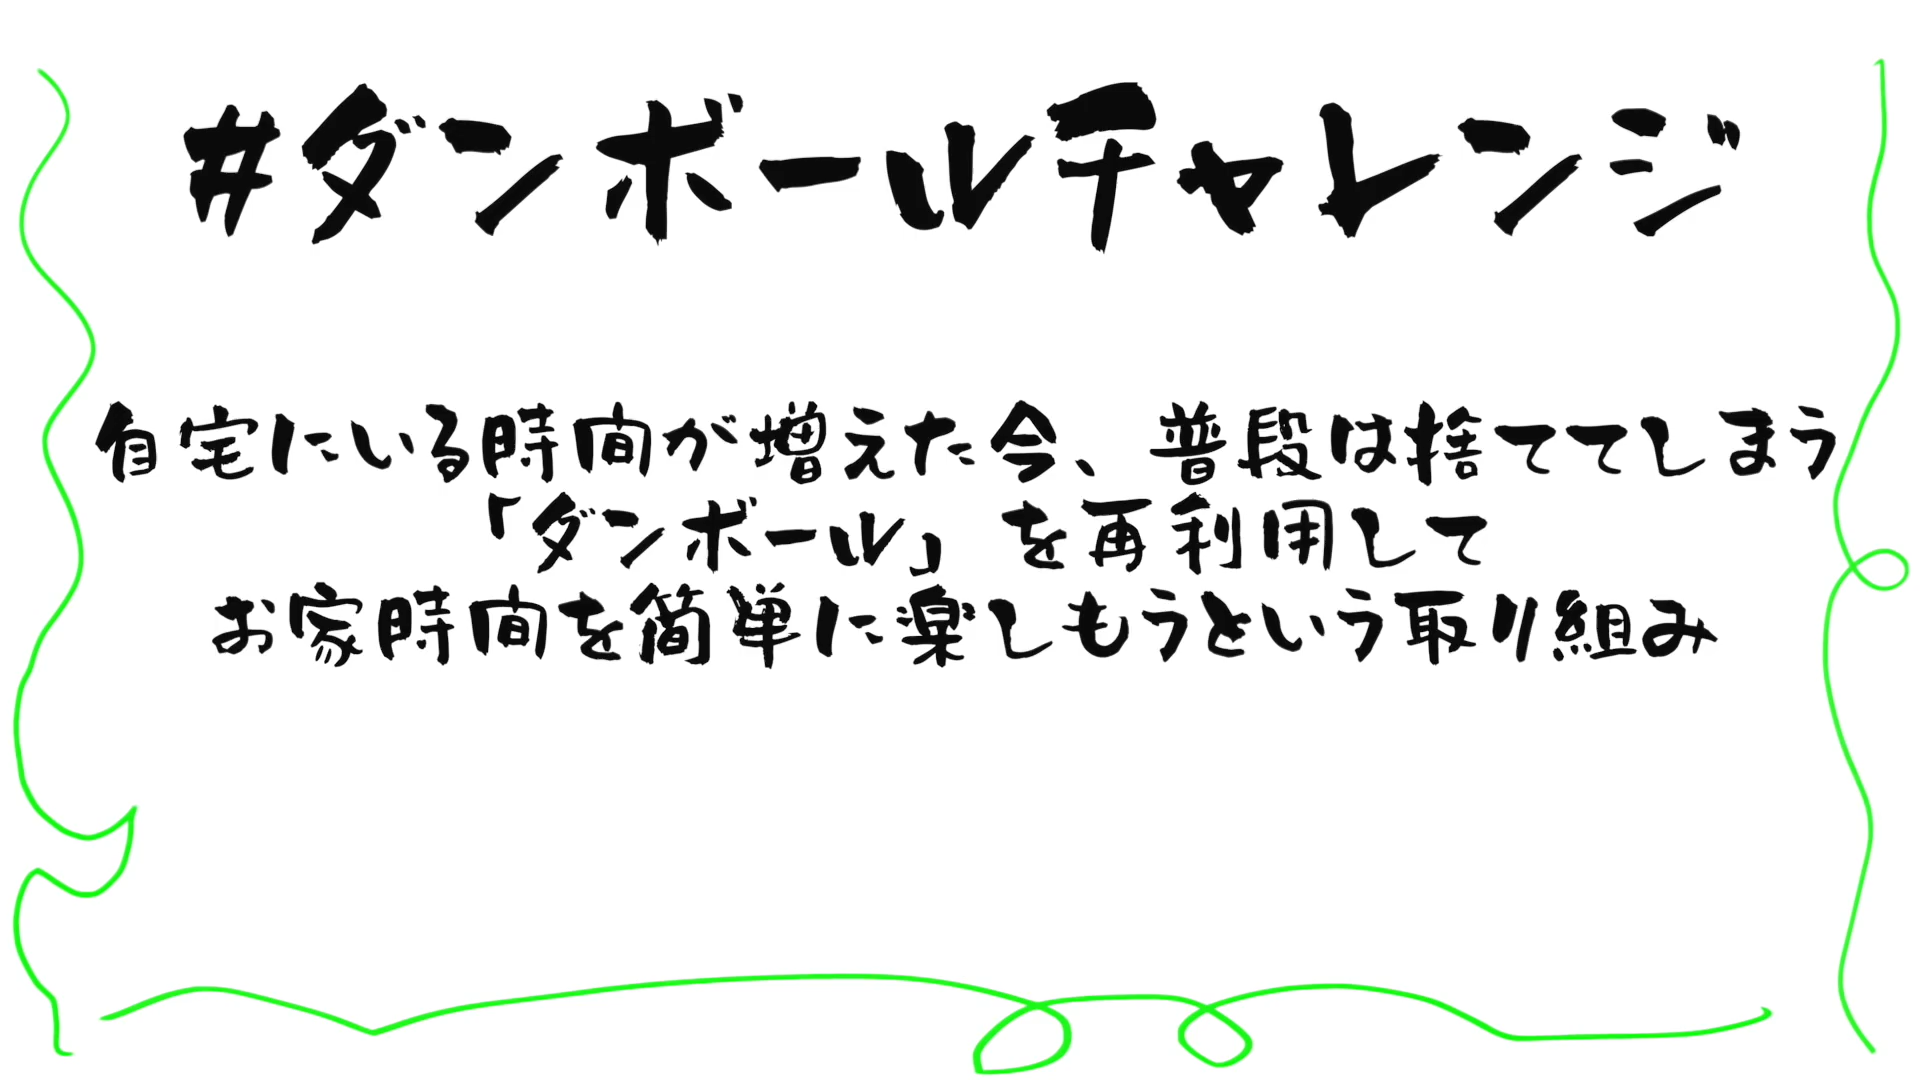 #ダンボールチャレンジ
自宅にいる時間が増えた今、普段は捨ててしまう
「ダンボール」を再利用して
お家時間を簡単に楽しもうという取り組み